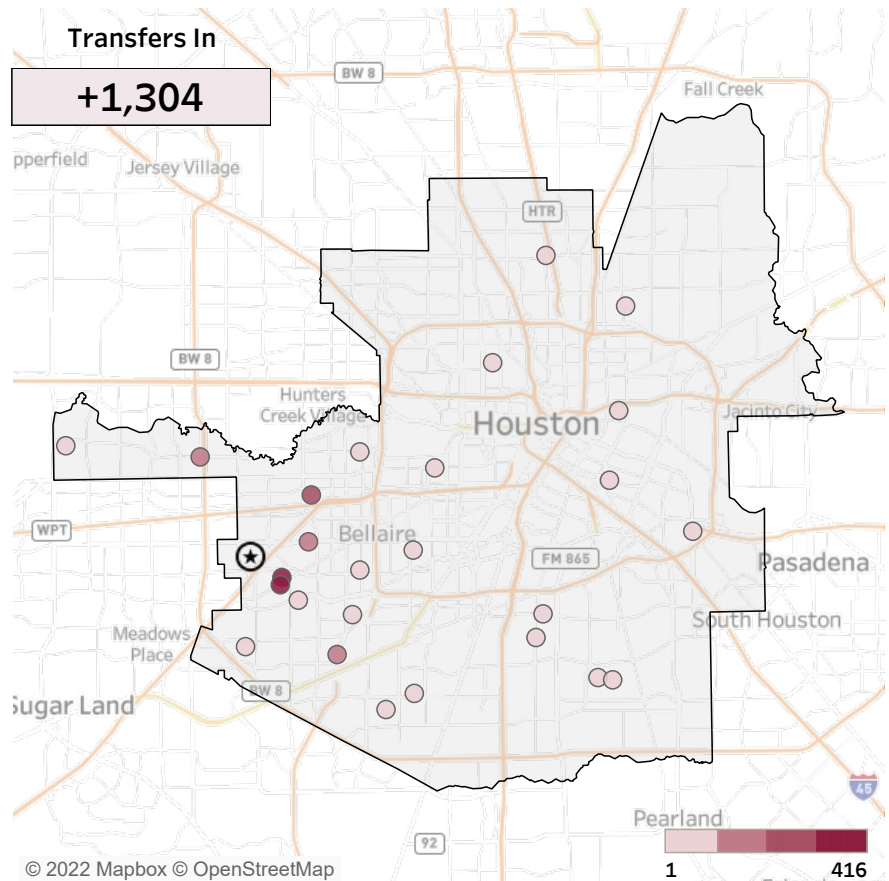 Transfers In
+1,304
BW 8
Fall Creek
pperfield
Jersey Village
HTR
BW 8
Hunters
Creek Village
Jacinto City
Houston
WPT
Bellaire
FM 865
Pasadena
South Houston
Meadows
Place
BW 8
Sugar Land
45
Pearland
92
1
416
© 2022 Mapbox © OpenStreetMap